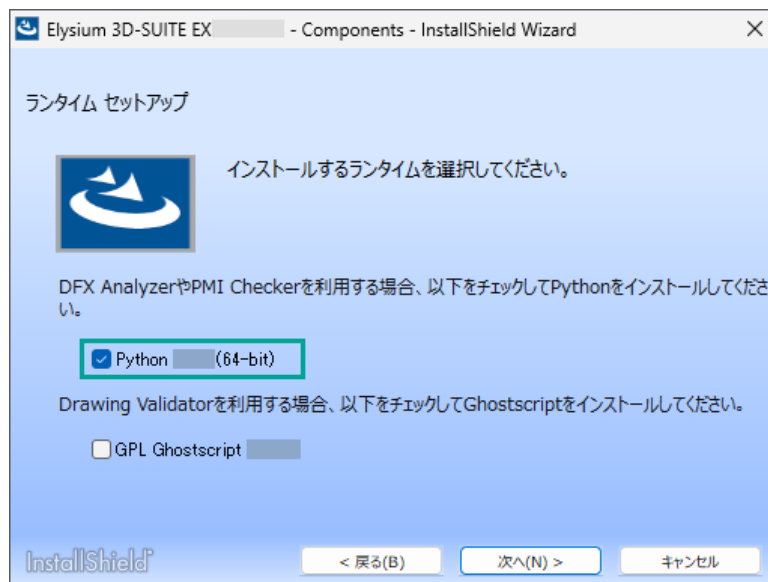 Elysium 3D-SUITE EX - Components - InstallShield Wizard
ランタイム セットアップ
インストールするランタイムを選択してください。
DFX AnalyzerやPMI Checkerを利用する場合、以下をチェックしてPythonをインストールしてくださ
い。
Python (64-bit)
Drawing Validatorを利用する場合、以下をチェックしてGhostscriptをインストールしてください。
GPL Ghostscript
InstallShield
< 戻る(B)
次へ(N) >
キャンセル